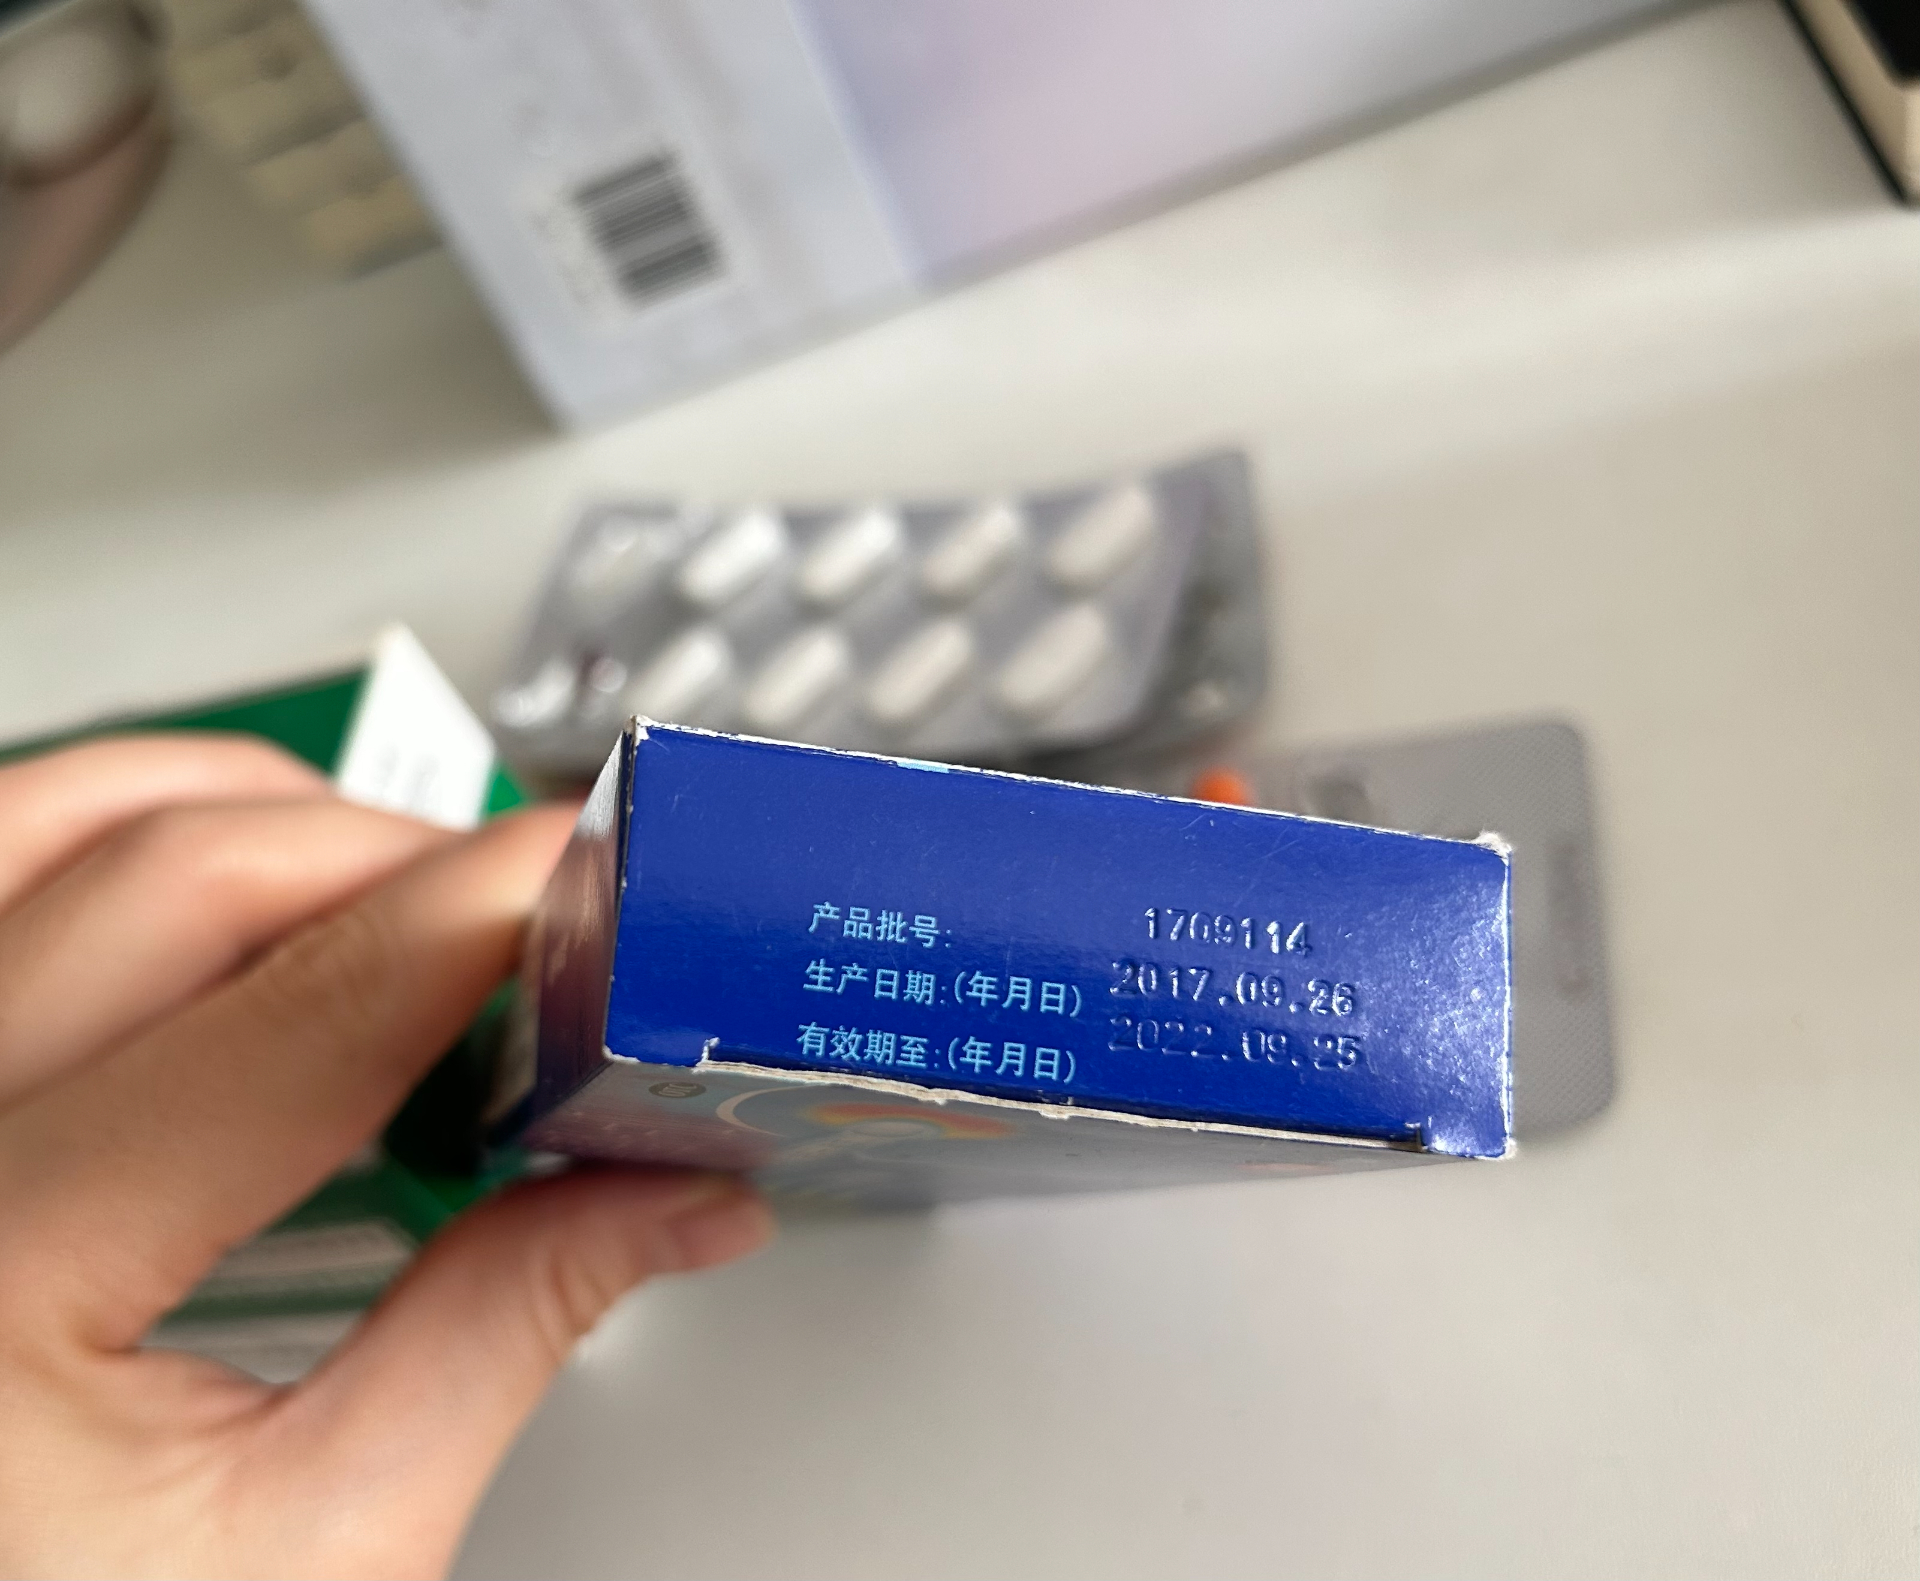 产品批号: 1709114
生产日期:(年月日) 2017.09.26
有效期至:(年月日) 2022.09.25